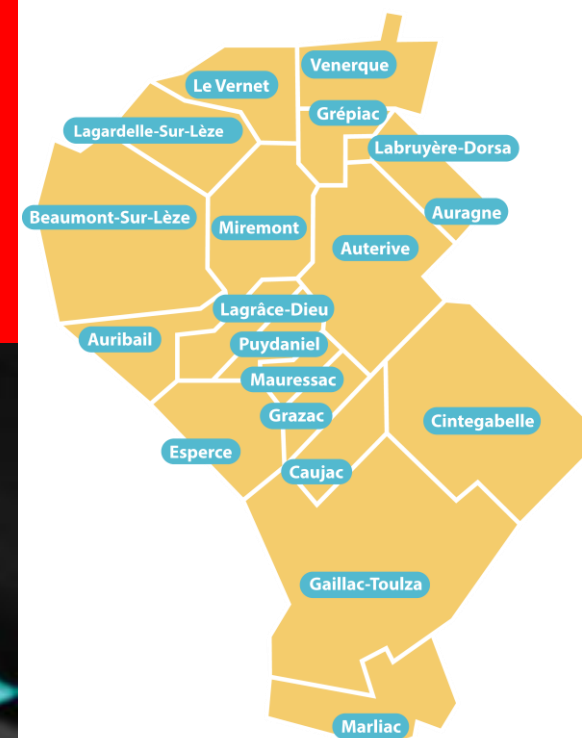 Venerque
Le Vernet
Grépiac
Lagardelle-Sur-Lèze
Labruyère-Dorsa
Auragne
Beaumont-Sur-Lèze
Miremont
Auterive
Lagrâce-Dieu
Auribail
Puydaniel
Mauressac
Grazac
Cintegabelle
Esperce
Caujac
Gaillac-Toulza
Marliac